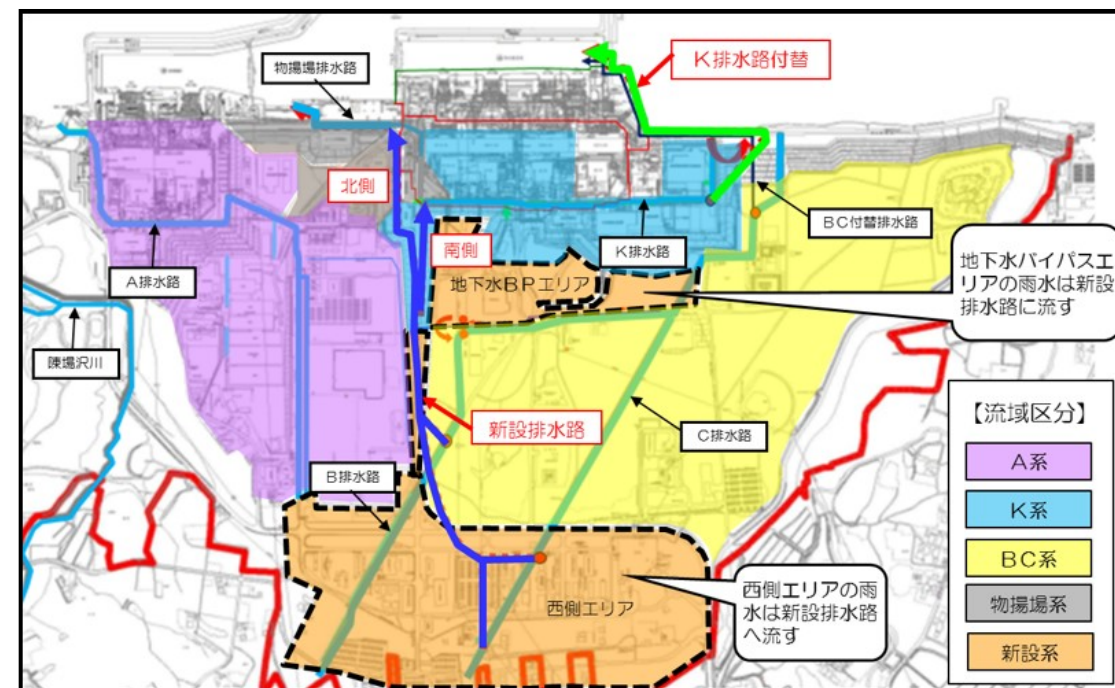 物揚場排水路
K排水路付替
北側
南側
K排水路
BC付替排水路
A排水路
地下水BPエリア
地下水バイパスエ
リアの雨水は新設
排水路に流す
陳場沢川
新設排水路
C排水路
B排水路
西側エリア
西側エリアの雨
水は新設排水路
へ流す
【流域区分】
A系
K系
BC系
物揚場系
新設系